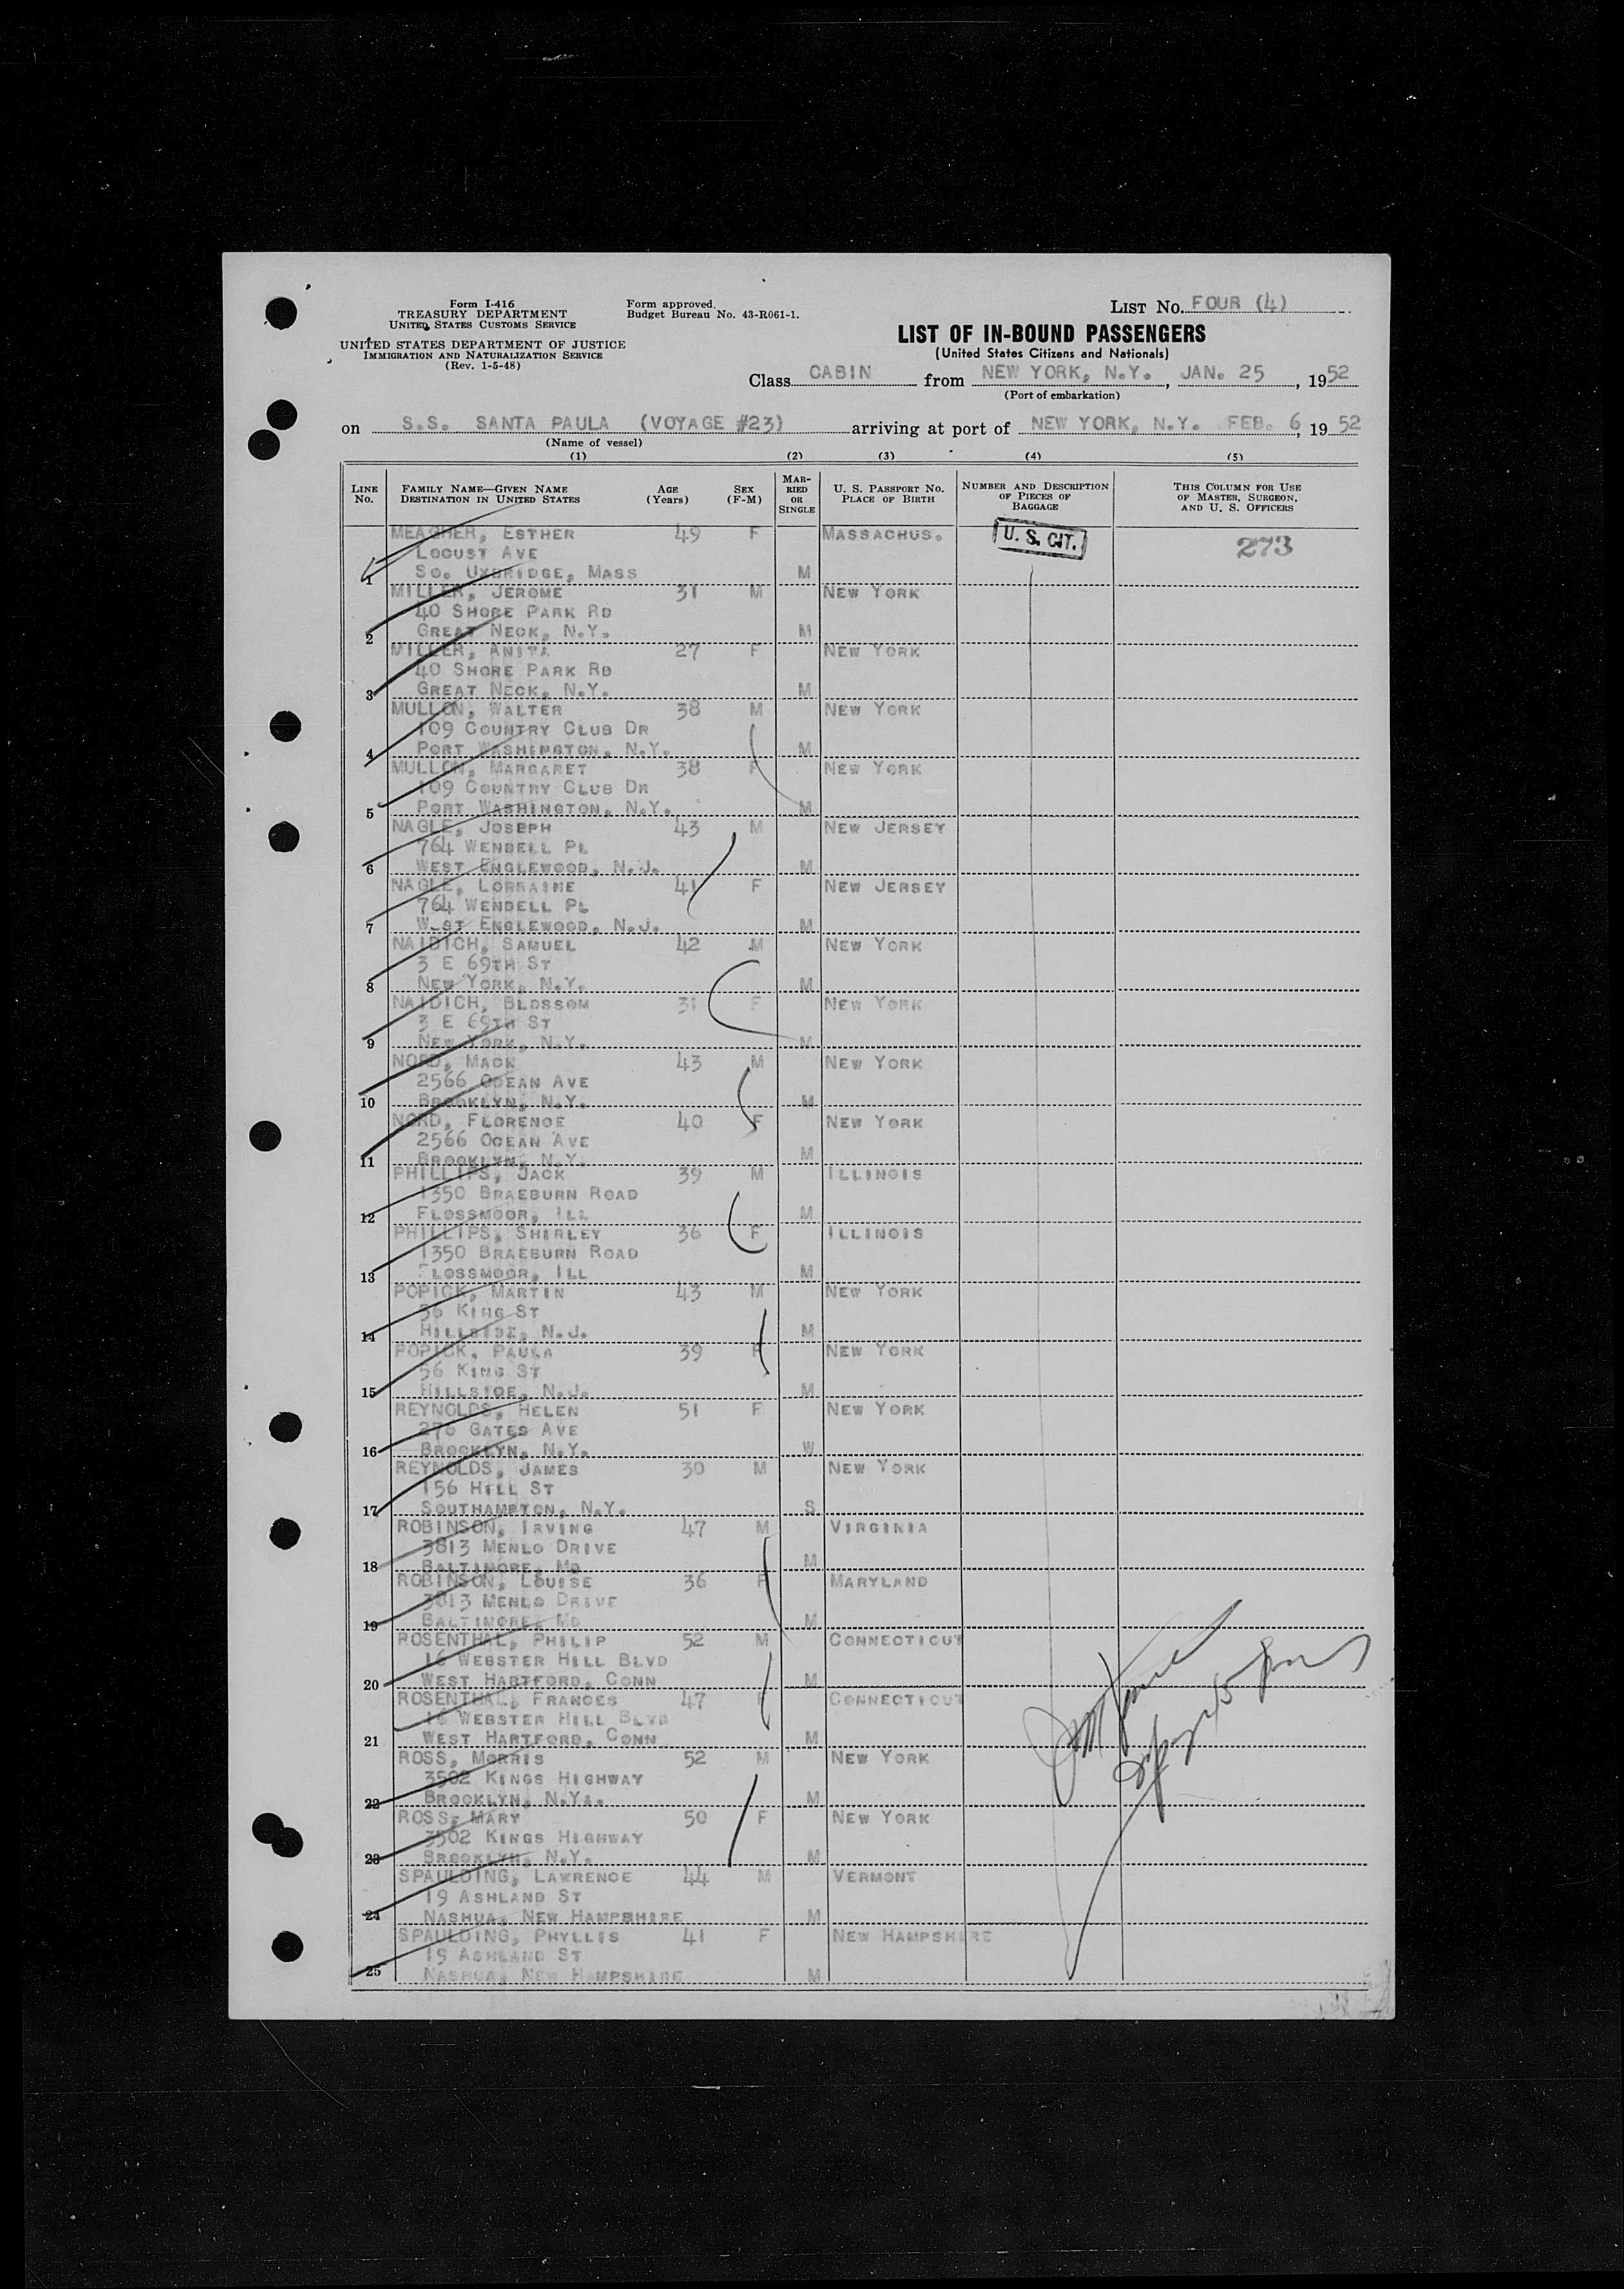 Form I-416
TREASURY DEPARTMENT
UNITED STATES CUSTOMS SERVICE
UNITED STATES DEPARTMENT OF JUSTICE
IMMIGRATION AND NATURALIZATION SERVICE
(Rev. 1-5-48)
Form approved.
Budget Bureau No. 43-R061-1.
LIST No. FOUR (4)
LIST OF IN-BOUND PASSENGERS
(United States Citizens and Nationals)
Class CABIN from NEW YORK, N.Y., JAN. 25, 1952
(Port of embarkation)
on S.S. SANTA PAULA (VOYAGE #23) arriving at port of NEW YORK, N.Y. FEB. 6, 1952
(Name of vessel)
(1) (2) (3) (4) (5)
LINE No. FAMILY NAME—GIVEN NAME DESTINATION IN UNITED STATES AGE (Years) SEX (F-M) MARRIED OR SINGLE U. S. PASSPORT No. PLACE OF BIRTH NUMBER AND DESCRIPTION OF PIECES OF BAGGAGE THIS COLUMN FOR USE OF MASTER, SURGEON, AND U. S. OFFICERS
MEAGHER, ESTHER 49 F MASSACHUS. U. S. CIT. 273
LOCUST AVE
1 SO. UXBRIDGE, MASS M
MILLER, JEROME 31 M NEW YORK
40 SHORE PARK RD
2 GREAT NECK, N.Y. M
MILLER, ANITA 27 F NEW YORK
40 SHORE PARK RD
3 GREAT NECK, N.Y. M
MULLON, WALTER 38 M NEW YORK
109 COUNTRY CLUB DR
4 PORT WASHINGTON, N.Y. M
MULLON, MARGARET 38 F NEW YORK
109 COUNTRY CLUB DR
5 PORT WASHINGTON, N.Y. M
NAGLE, JOSEPH 43 M NEW JERSEY
764 WENDELL PL
6 WEST ENGLEWOOD, N.J. M
NAGLE, LORRAINE 41 F NEW JERSEY
764 WENDELL PL
7 WEST ENGLEWOOD, N.J. M
NAIDICH, SAMUEL 42 M NEW YORK
3 E 69TH ST
8 NEW YORK, N.Y. M
NAIDICH, BLOSSOM 31 F NEW YORK
3 E 69TH ST
9 NEW YORK, N.Y. M
NORD, MACK 43 M NEW YORK
2566 OCEAN AVE
10 BROOKLYN, N.Y. M
NORD, FLORENCE 40 F NEW YORK
2566 OCEAN AVE
11 BROOKLYN, N.Y. M
PHILLIPS, JACK 39 M ILLINOIS
1350 BRAEBURN ROAD
12 FLOSSMOOR, ILL M
PHILLIPS, SHIRLEY 36 F ILLINOIS
1350 BRAEBURN ROAD
13 FLOSSMOOR, ILL M
POPICK, MARTIN 43 M NEW YORK
56 KING ST
14 HILLSIDE, N.J. M
POPICK, PAULA 39 F NEW YORK
56 KING ST
15 HILLSIDE, N.J. M
REYNOLDS, HELEN 51 F NEW YORK
276 GATES AVE
16 BROOKLYN, N.Y. W
REYNOLDS, JAMES 30 M NEW YORK
156 HILL ST
17 SOUTHAMPTON, N.Y. S
ROBINSON, IRVING 47 M VIRGINIA
3813 MENLO DRIVE
18 BALTIMORE, MD M
ROBINSON, LOUISE 36 F MARYLAND
3813 MENLO DRIVE
19 BALTIMORE, MD M
ROSENTHAL, PHILIP 52 M CONNECTICUT
16 WEBSTER HILL BLVD
20 WEST HARTFORD, CONN M
ROSENTHAL, FRANCES 47 F CONNECTICUT
16 WEBSTER HILL BLVD
21 WEST HARTFORD, CONN M
ROSS, MORRIS 52 M NEW YORK
3502 KINGS HIGHWAY
22 BROOKLYN, N.Y. M
ROSS, MARY 50 F NEW YORK
3502 KINGS HIGHWAY
23 BROOKLYN, N.Y. M
SPAULDING, LAWRENCE 44 M VERMONT
19 ASHLAND ST
24 NASHUA, NEW HAMPSHIRE M
SPAULDING, PHYLLIS 41 F NEW HAMPSHIRE
19 ASHLAND ST
25 NASHUA, NEW HAMPSHIRE M